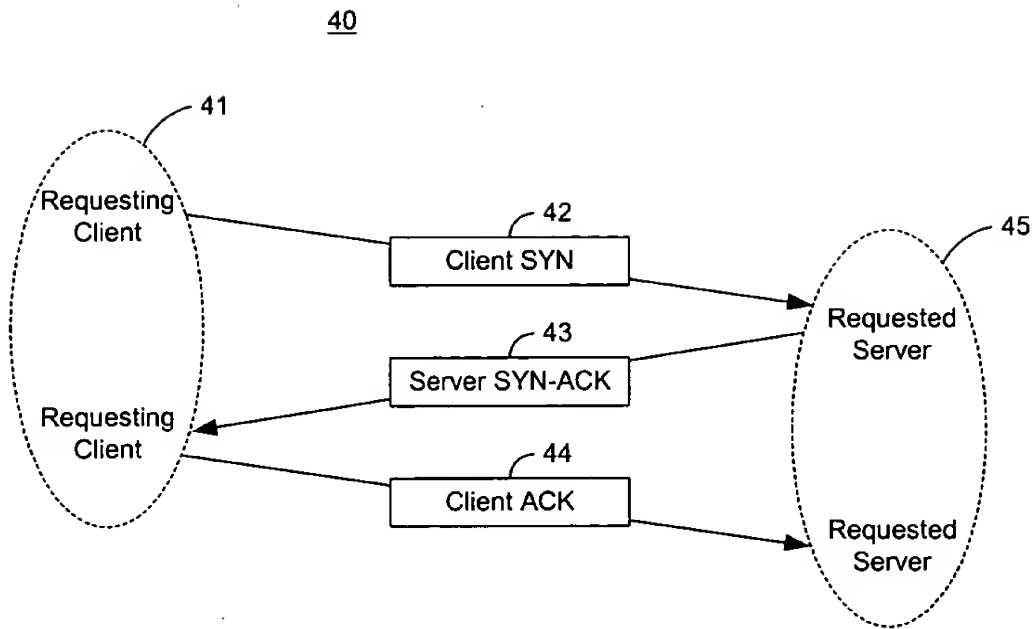 40
41
Requesting
Client
42
Client SYN
45
Requested
Server
43
Server SYN-ACK
Requesting
Client
44
Client ACK
Requested
Server